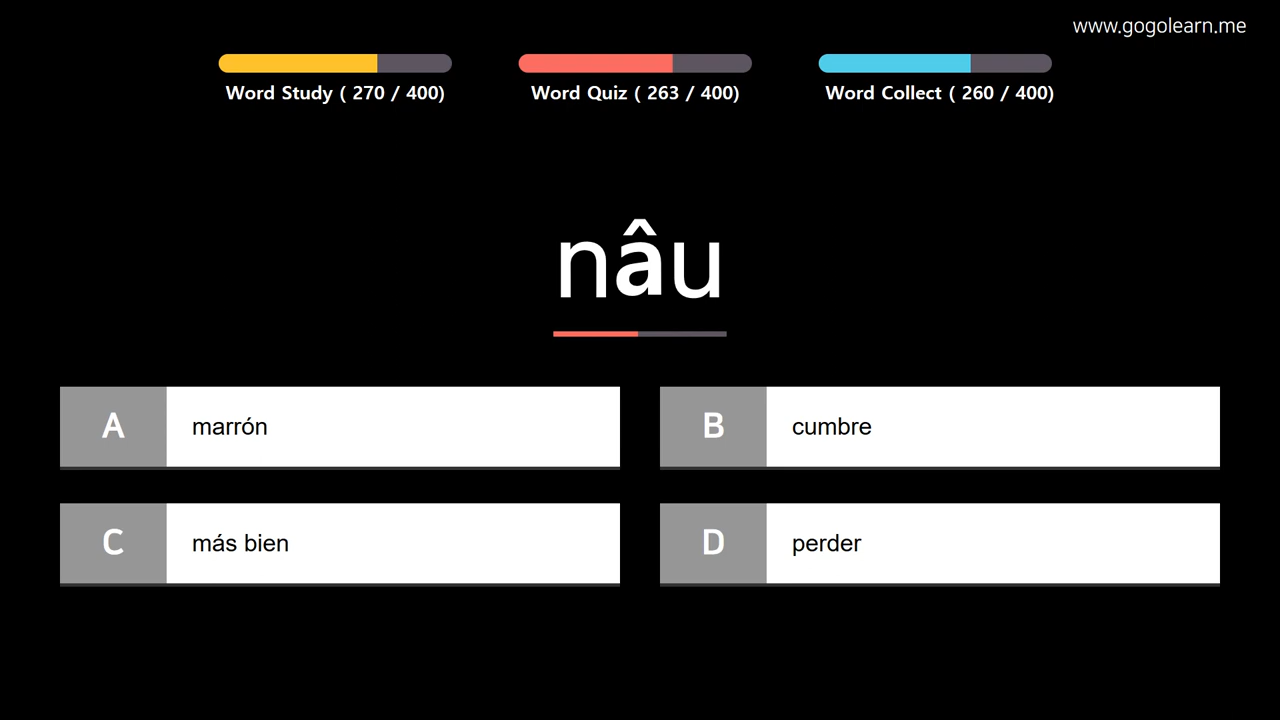 www.gogolearn.me
Word Study ( 270 / 400)
Word Quiz ( 263 / 400)
Word Collect ( 260 / 400)
nâu
A marrón
B cumbre
C más bien
D perder